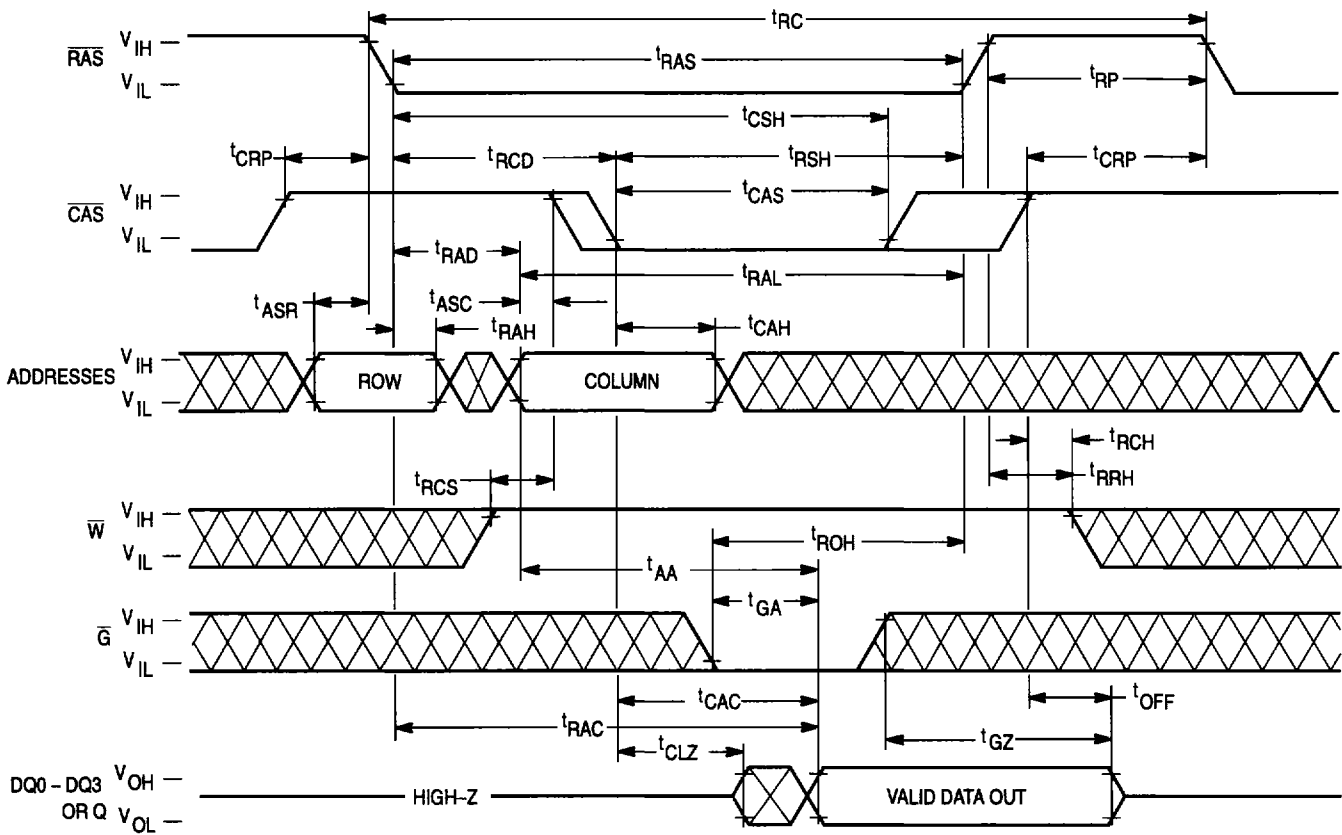 tRC
RAS VIH
VIL
tRAS
tRP
tCSH
tCRP
tRCD
tRSH
tCRP
CAS VIH
VIL
tCAS
tRAD
tRAL
tASR
tASC
tRAH
tCAH
ADDRESSES VIH
VIL
ROW
COLUMN
tRCH
tRCS
tRRH
W VIH
VIL
tROH
tAA
tGA
G VIH
VIL
tCAC
tOFF
tRAC
tGZ
tCLZ
DQ0 – DQ3 VOH
OR Q VOL
HIGH–Z
VALID DATA OUT